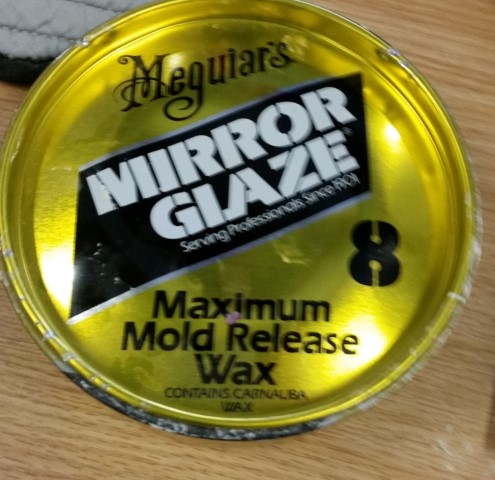 Meguiar's
MIRROR
GLAZE®
Serving Professionals Since 1901
8
Maximum
Mold Release
Wax
CONTAINS CARNAUBA
WAX